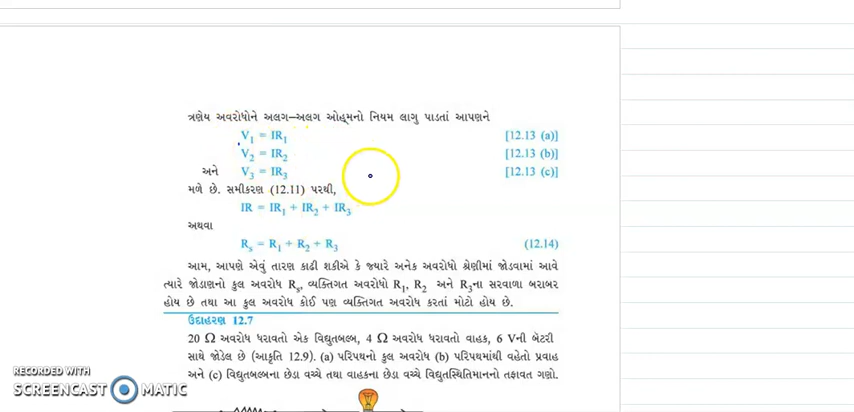 ત્રણેય અવરોધોને અલગ-અલગ ઓહ્‌મનો નિયમ લાગુ પાડતાં આપણને
V₁ = IR₁ [12.13 (a)]
V₂ = IR₂ [12.13 (b)]
અને V₃ = IR₃ [12.13 (c)]
મળે છે. સમીકરણ (12.11) પરથી,
IR = IR₁ + IR₂ + IR₃
અથવા
Rₛ = R₁ + R₂ + R₃ (12.14)
આમ, આપણે એવું તારણ કાઢી શકીએ કે જ્યારે અનેક અવરોધો શ્રેણીમાં જોડવામાં આવે
ત્યારે જોડાણનો કુલ અવરોધ Rₛ, વ્યક્તિગત અવરોધો R₁, R₂ અને R₃ના સરવાળા બરાબર
હોય છે તથા આ કુલ અવરોધ કોઈ પણ વ્યક્તિગત અવરોધ કરતાં મોટો હોય છે.
ઉદાહરણ 12.7
20 Ω અવરોધ ધરાવતો એક વિદ્યુતબલ્બ, 4 Ω અવરોધ ધરાવતો વાહક, 6 Vની બૅટરી
સાથે જોડેલ છે (આકૃતિ 12.9). (a) પરિપથનો કુલ અવરોધ (b) પરિપથમાંથી વહેતો પ્રવાહ
અને (c) વિદ્યુતબલ્બના છેડા વચ્ચે તથા વાહકના છેડા વચ્ચે વિદ્યુતસ્થિતિમાનનો તફાવત ગણો.
RECORDED WITH
SCREENCAST MATIC